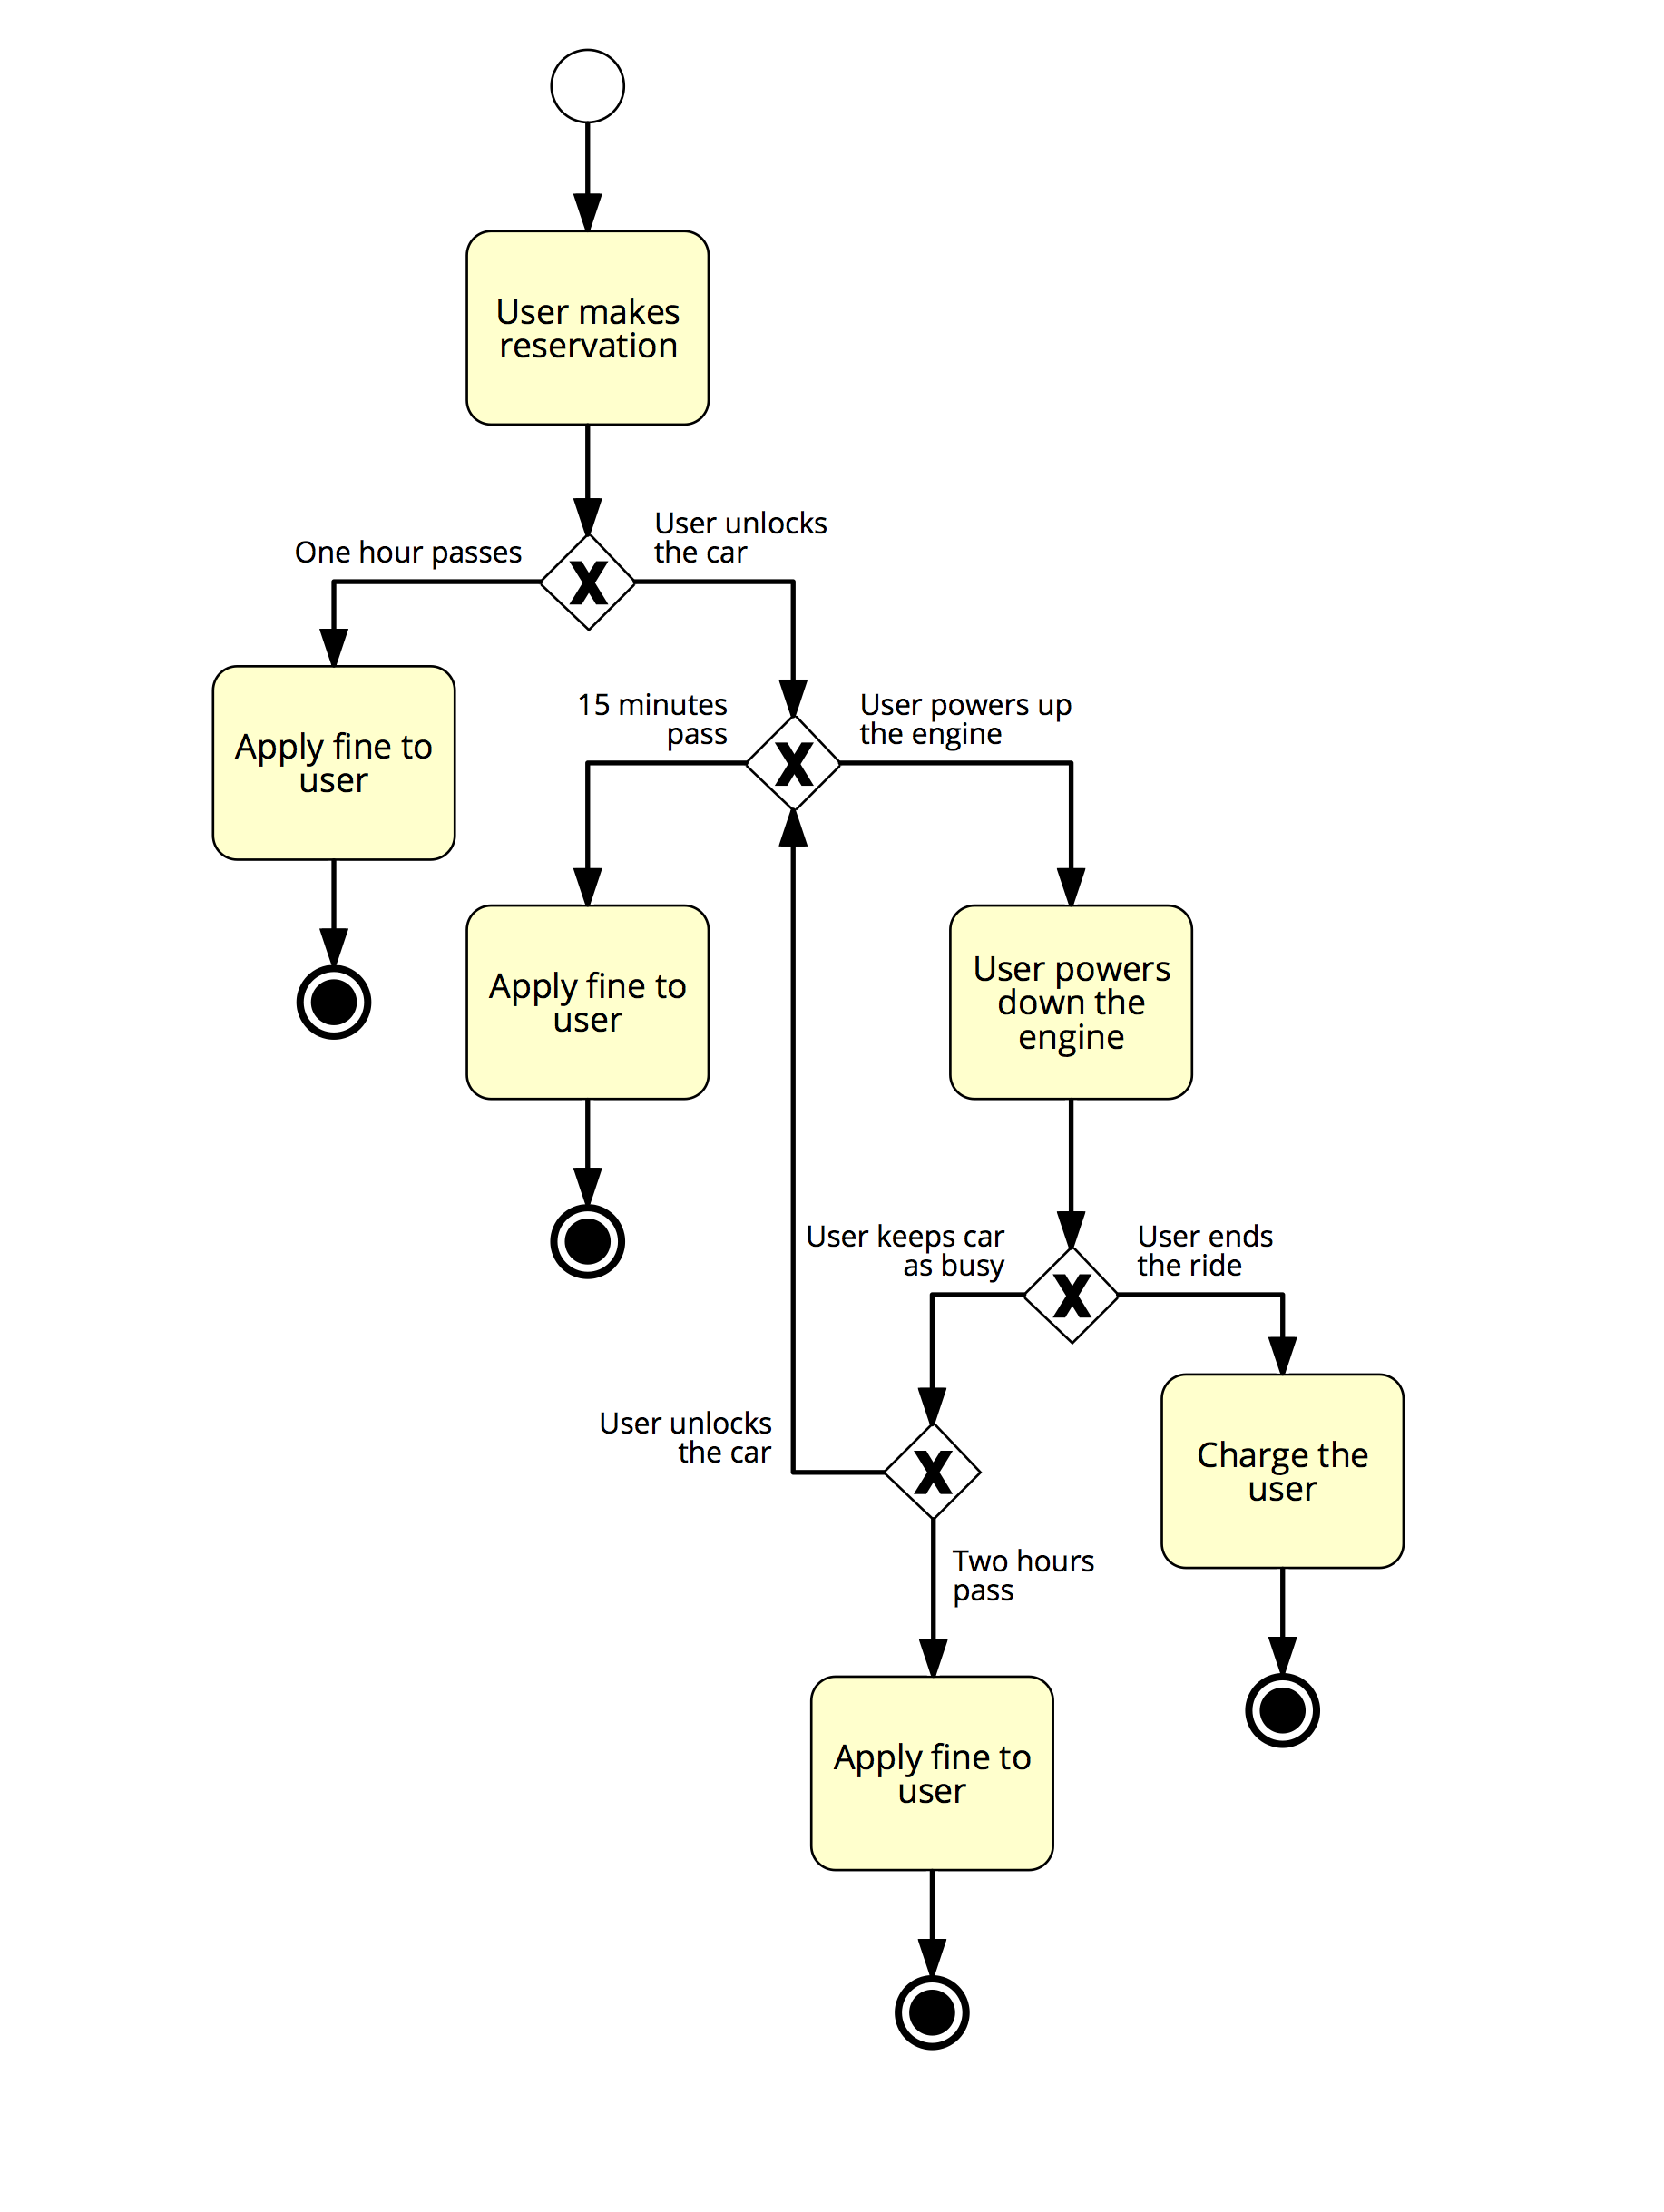 User makes
reservation
One hour passes
User unlocks
the car
Apply fine to
user
15 minutes
pass
User powers up
the engine
Apply fine to
user
User powers
down the
engine
User keeps car
as busy
User ends
the ride
User unlocks
the car
Charge the
user
Two hours
pass
Apply fine to
user